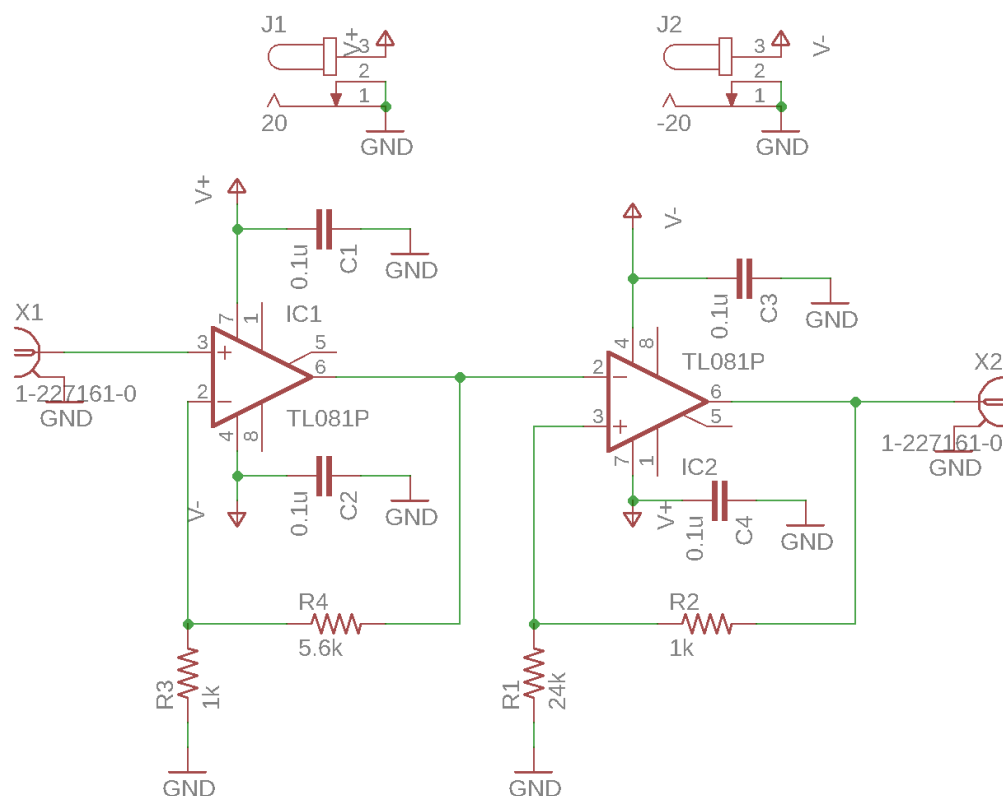 J1
V+
3
2
1
20
GND
J2
V-
3
2
1
-20
GND
V+
0.1u
C1
GND
V-
0.1u
C3
GND
X1
1-227161-0
GND
7
1
IC1
3
5
6
2
TL081P
4
8
V-
0.1u
C2
GND
4
8
TL081P
2
6
5
3
7
1
IC2
V+
0.1u
C4
GND
X2
1-227161-0
GND
R4
5.6k
R3
1k
GND
R2
1k
R1
24k
GND